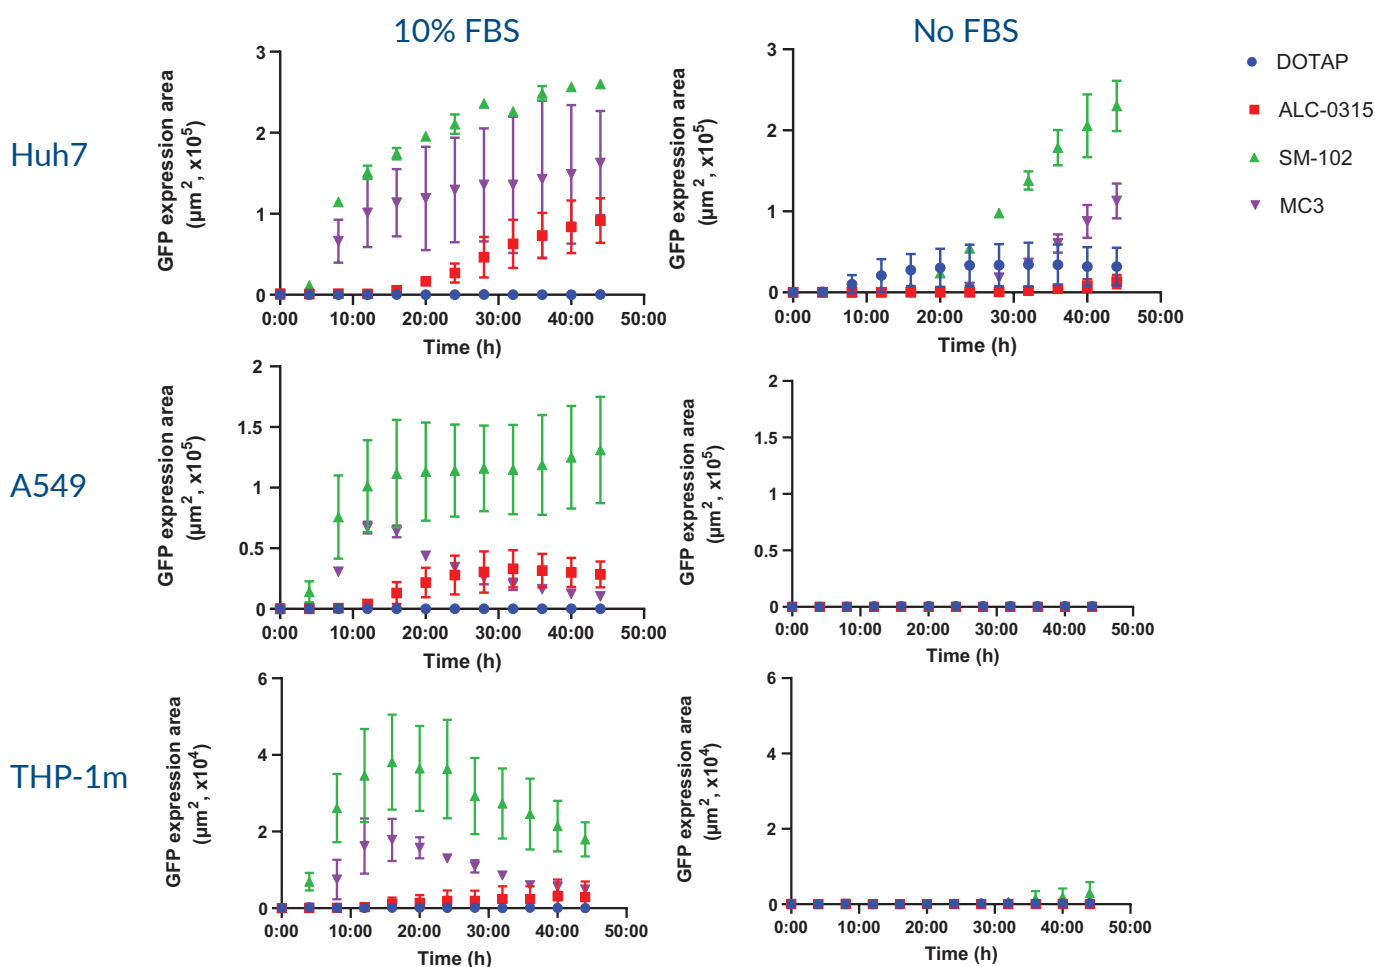 10% FBS
No FBS
DOTAP
ALC-0315
SM-102
MC3
Huh7
GFP expression area
(µm², x10⁵)
3
2
1
0
0:00 10:00 20:00 30:00 40:00 50:00
Time (h)
GFP expression area
(µm², x10⁵)
3
2
1
0
0:00 10:00 20:00 30:00 40:00 50:00
Time (h)
A549
GFP expression area
(µm², x10⁵)
2
1.5
1
0.5
0
0:00 10:00 20:00 30:00 40:00 50:00
Time (h)
GFP expression area
(µm², x10⁵)
2
1.5
1
0.5
0
0:00 10:00 20:00 30:00 40:00 50:00
Time (h)
THP-1m
GFP expression area
(µm², x10⁴)
6
4
2
0
0:00 10:00 20:00 30:00 40:00 50:00
Time (h)
GFP expression area
(µm², x10⁴)
6
4
2
0
0:00 10:00 20:00 30:00 40:00 50:00
Time (h)